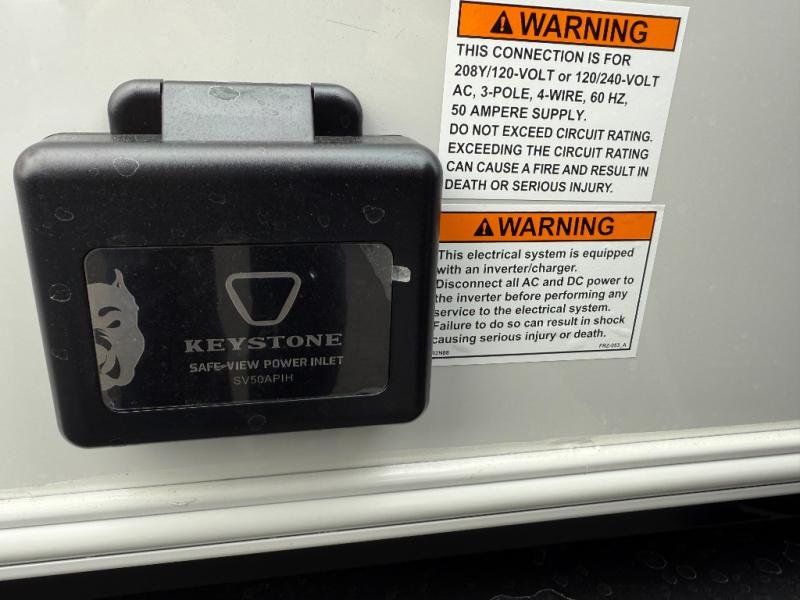 WARNING
THIS CONNECTION IS FOR
208Y/120-VOLT or 120/240-VOLT
AC, 3-POLE, 4-WIRE, 60 HZ,
50 AMPERE SUPPLY.
DO NOT EXCEED CIRCUIT RATING.
EXCEEDING THE CIRCUIT RATING
CAN CAUSE A FIRE AND RESULT IN
DEATH OR SERIOUS INJURY.
WARNING
This electrical system is equipped
with an inverter/charger.
Disconnect all AC and DC power to
the inverter before performing any
service to the electrical system.
Failure to do so can result in shock
causing serious injury or death.
FRZ-053_A
KEYSTONE
SAFE-VIEW POWER INLET
SV50APIH